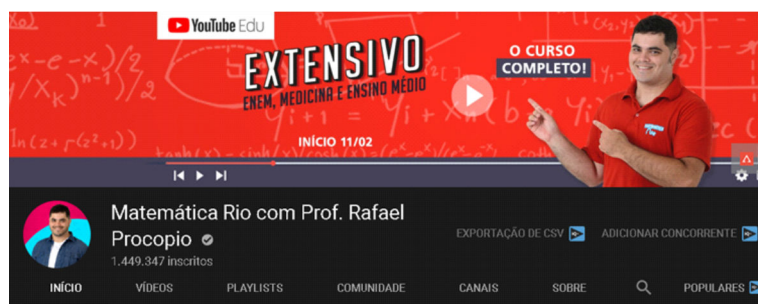 YouTube Edu
EXTENSIVO
ENEM, MEDICINA E ENSINO MÉDIO
O CURSO
COMPLETO!
INÍCIO 11/02
Matemática Rio com Prof. Rafael
Procopio
1.449.347 inscritos
EXPORTAÇÃO DE CSV
ADICIONAR CONCORRENTE
INÍCIO VÍDEOS PLAYLISTS COMUNIDADE CANAIS SOBRE POPULARES